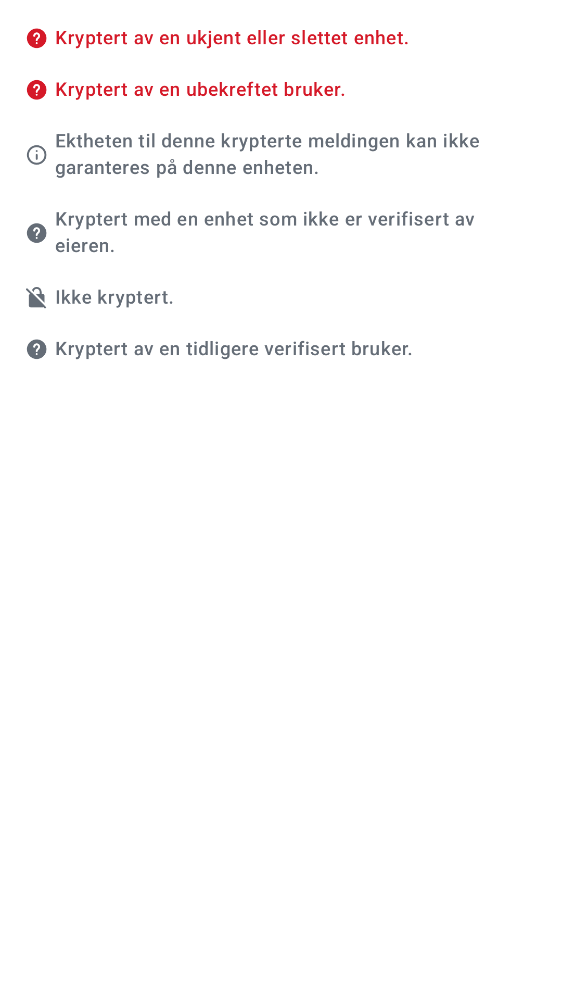 Kryptert av en ukjent eller slettet enhet.
Kryptert av en ubekreftet bruker.
Ektheten til denne krypterte meldingen kan ikke
garanteres på denne enheten.
Kryptert med en enhet som ikke er verifisert av
eieren.
Ikke kryptert.
Kryptert av en tidligere verifisert bruker.